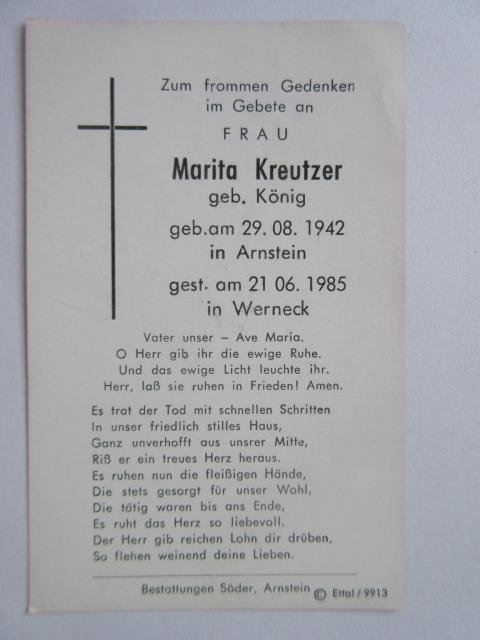 Zum frommen Gedenken
im Gebete an
FRAU
Marita Kreutzer
geb. König
geb.am 29. 08. 1942
in Arnstein
gest. am 21 06. 1985
in Werneck
Vater unser – Ave Maria.
O Herr gib ihr die ewige Ruhe.
Und das ewige Licht leuchte ihr.
Herr, laß sie ruhen in Frieden! Amen.
Es trat der Tod mit schnellen Schritten
In unser friedlich stilles Haus,
Ganz unverhofft aus unsrer Mitte,
Riß er ein treues Herz heraus.
Es ruhen nun die fleißigen Hände,
Die stets gesorgt für unser Wohl,
Die tätig waren bis ans Ende,
Es ruht das Herz so liebevoll.
Der Herr gib reichen Lohn dir drüben,
So flehen weinend deine Lieben.
Bestattungen Söder, Arnstein © Ettal/9913